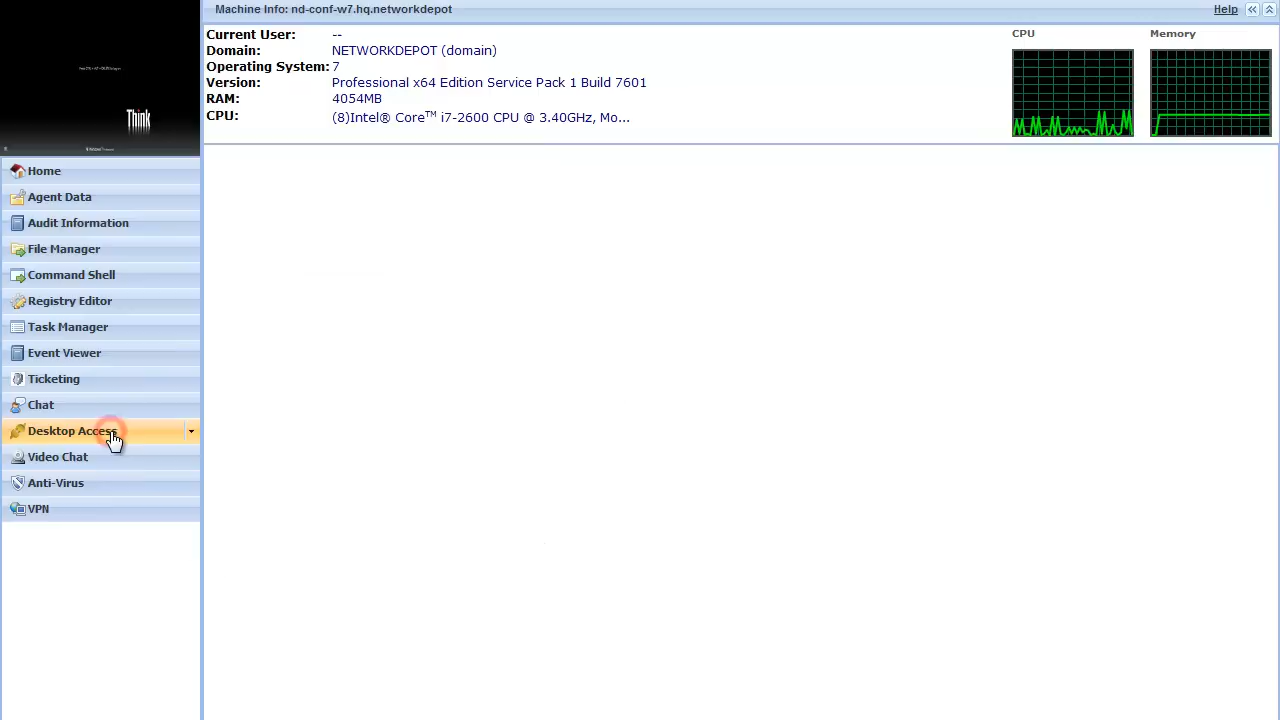 Machine Info: nd-conf-w7.hq.networkdepot
Help
Current User: --
Domain: NETWORKDEPOT (domain)
Operating System: 7
Version: Professional x64 Edition Service Pack 1 Build 7601
RAM: 4054MB
CPU: (8)Intel® Core™ i7-2600 CPU @ 3.40GHz, Mo...
CPU
Memory
Think
Home
Agent Data
Audit Information
File Manager
Command Shell
Registry Editor
Task Manager
Event Viewer
Ticketing
Chat
Desktop Access
Video Chat
Anti-Virus
VPN